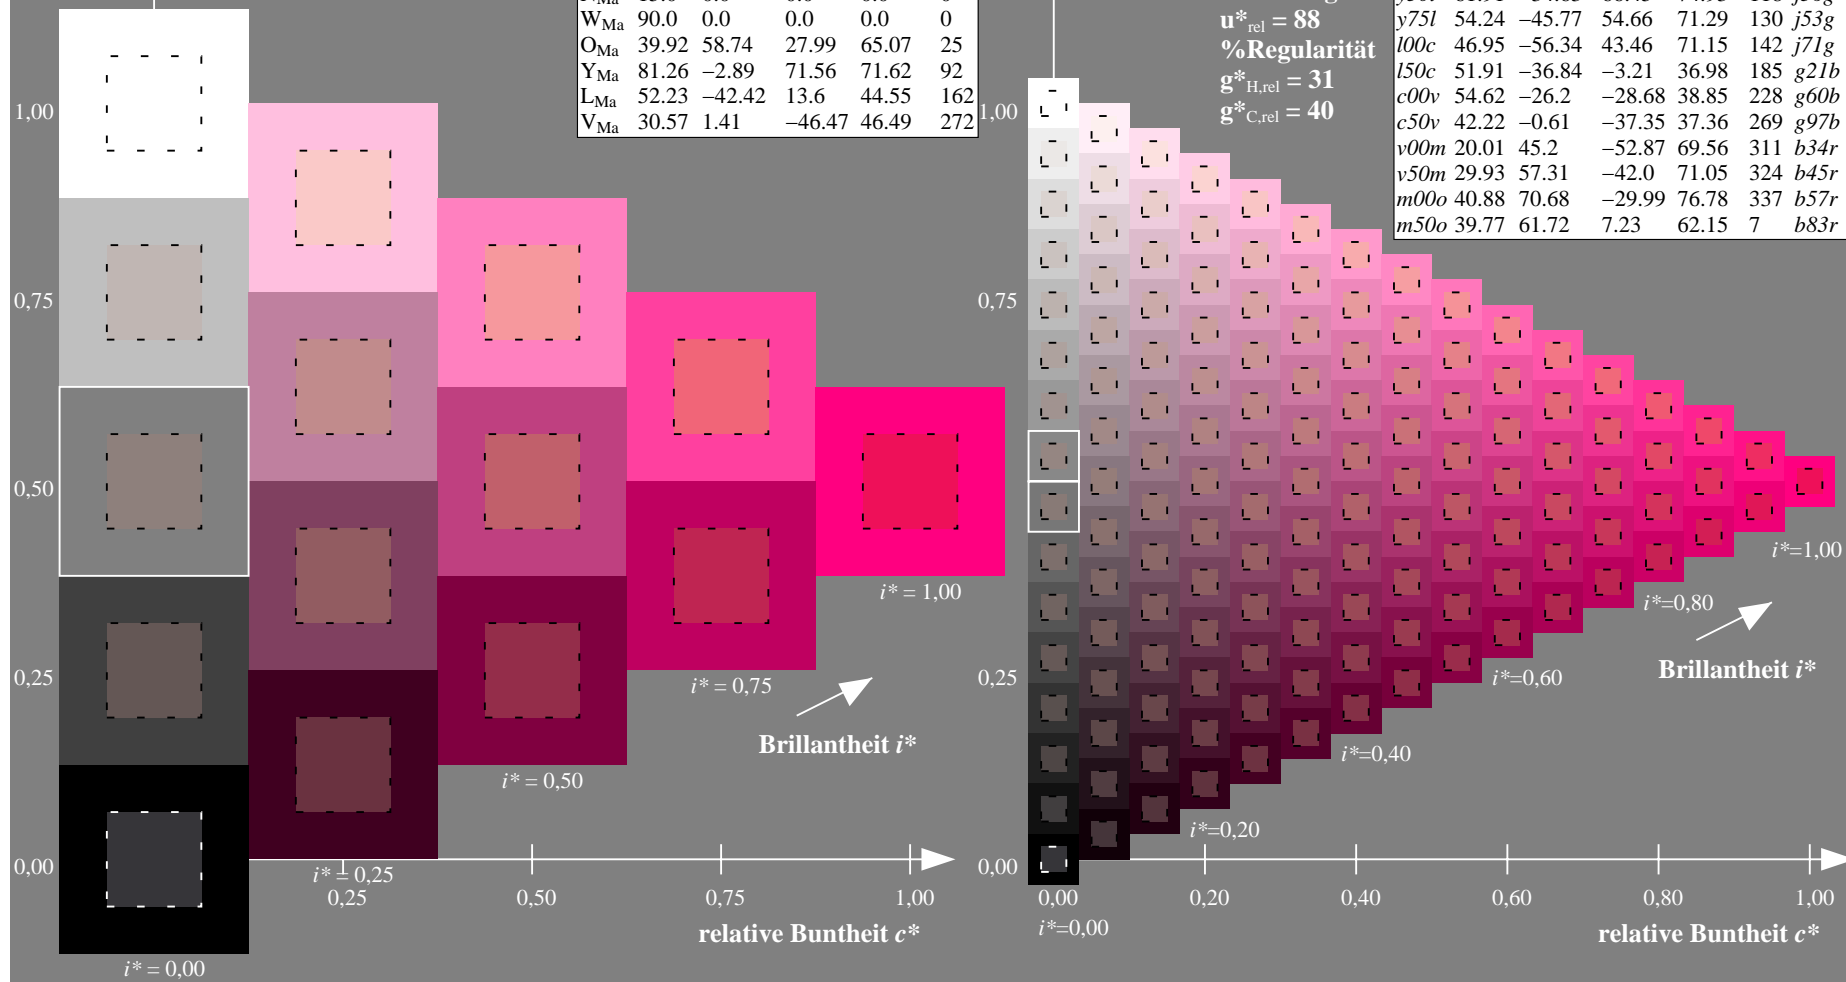 W_Ma 90.0 0.0 0.0 0.0 0
O_Ma 39.92 58.74 27.99 65.07 25
Y_Ma 81.26 −2.89 71.56 71.62 92
L_Ma 52.23 −42.42 13.6 44.55 162
V_Ma 30.57 1.41 −46.47 46.49 272
u*_rel = 88
%Regularität
g*_H,rel = 31
g*_C,rel = 40
y75l 54.24 −45.77 54.66 71.29 130 j53g
l00c 46.95 −56.34 43.46 71.15 142 j71g
l50c 51.91 −36.84 −3.21 36.98 185 g21b
c00v 54.62 −26.2 −28.68 38.85 228 g60b
c50v 42.22 −0.61 −37.35 37.36 269 g97b
v00m 20.01 45.2 −52.87 69.56 311 b34r
v50m 29.93 57.31 −42.0 71.05 324 b45r
m00o 40.88 70.68 −29.99 76.78 337 b57r
m50o 39.77 61.72 7.23 62.15 7 b83r
1,00
0,75
0,50
0,25
0,00
i* = 1,00
i* = 0,75
Brillantheit i*
i* = 0,50
i* = 0,25
0,25 0,50 0,75 1,00
relative Buntheit c*
i* = 0,00
1,00
0,75
0,50
0,25
0,00
i*=1,00
i*=0,80
Brillantheit i*
i*=0,60
i*=0,40
i*=0,20
0,00 0,20 0,40 0,60 0,80 1,00
i*=0,00
relative Buntheit c*